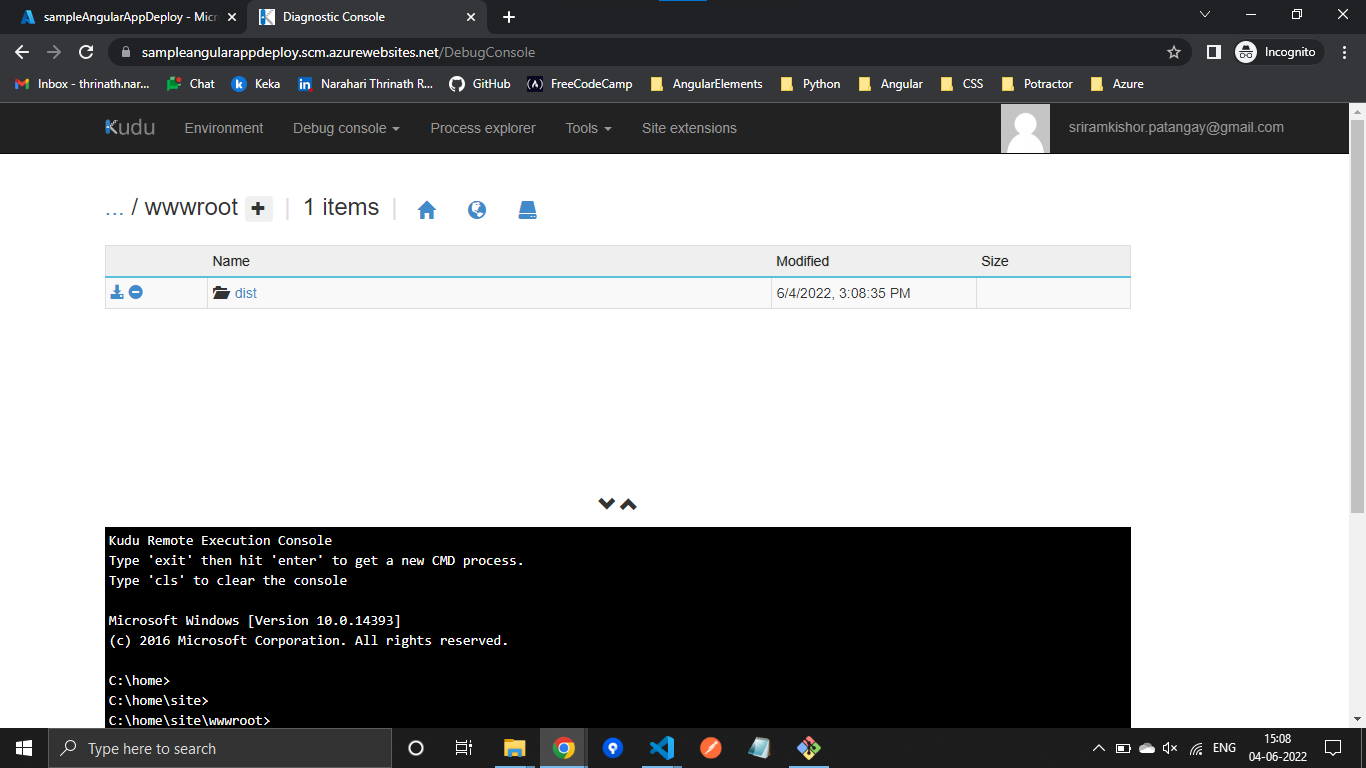 sampleAngularAppDeploy - Micr
Diagnostic Console
sampleangularappdeploy.scm.azurewebsites.net/DebugConsole
Incognito
Inbox - thrinath.nar...
Chat
Keka
Narahari Thrinath R...
GitHub
FreeCodeCamp
AngularElements
Python
Angular
CSS
Potractor
Azure
Kudu
Environment
Debug console
Process explorer
Tools
Site extensions
sriramkishor.patangay@gmail.com
... / wwwroot + | 1 items |
Name Modified Size
dist 6/4/2022, 3:08:35 PM
Kudu Remote Execution Console
Type 'exit' then hit 'enter' to get a new CMD process.
Type 'cls' to clear the console
Microsoft Windows [Version 10.0.14393]
(c) 2016 Microsoft Corporation. All rights reserved.
C:\home>
C:\home\site>
C:\home\site\wwwroot>
Type here to search
ENG
15:08
04-06-2022